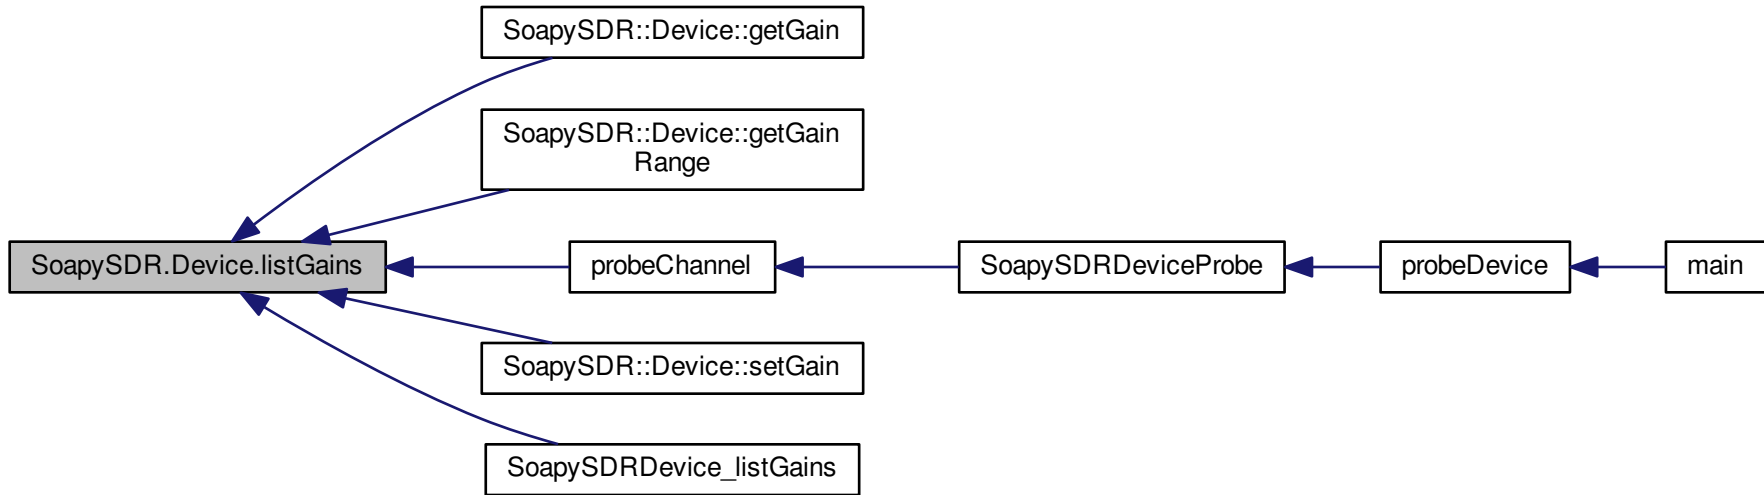 SoapySDR::Device::getGain
SoapySDR::Device::getGain
Range
SoapySDR.Device.listGains
probeChannel
SoapySDRDeviceProbe
probeDevice
main
SoapySDR::Device::setGain
SoapySDRDevice_listGains